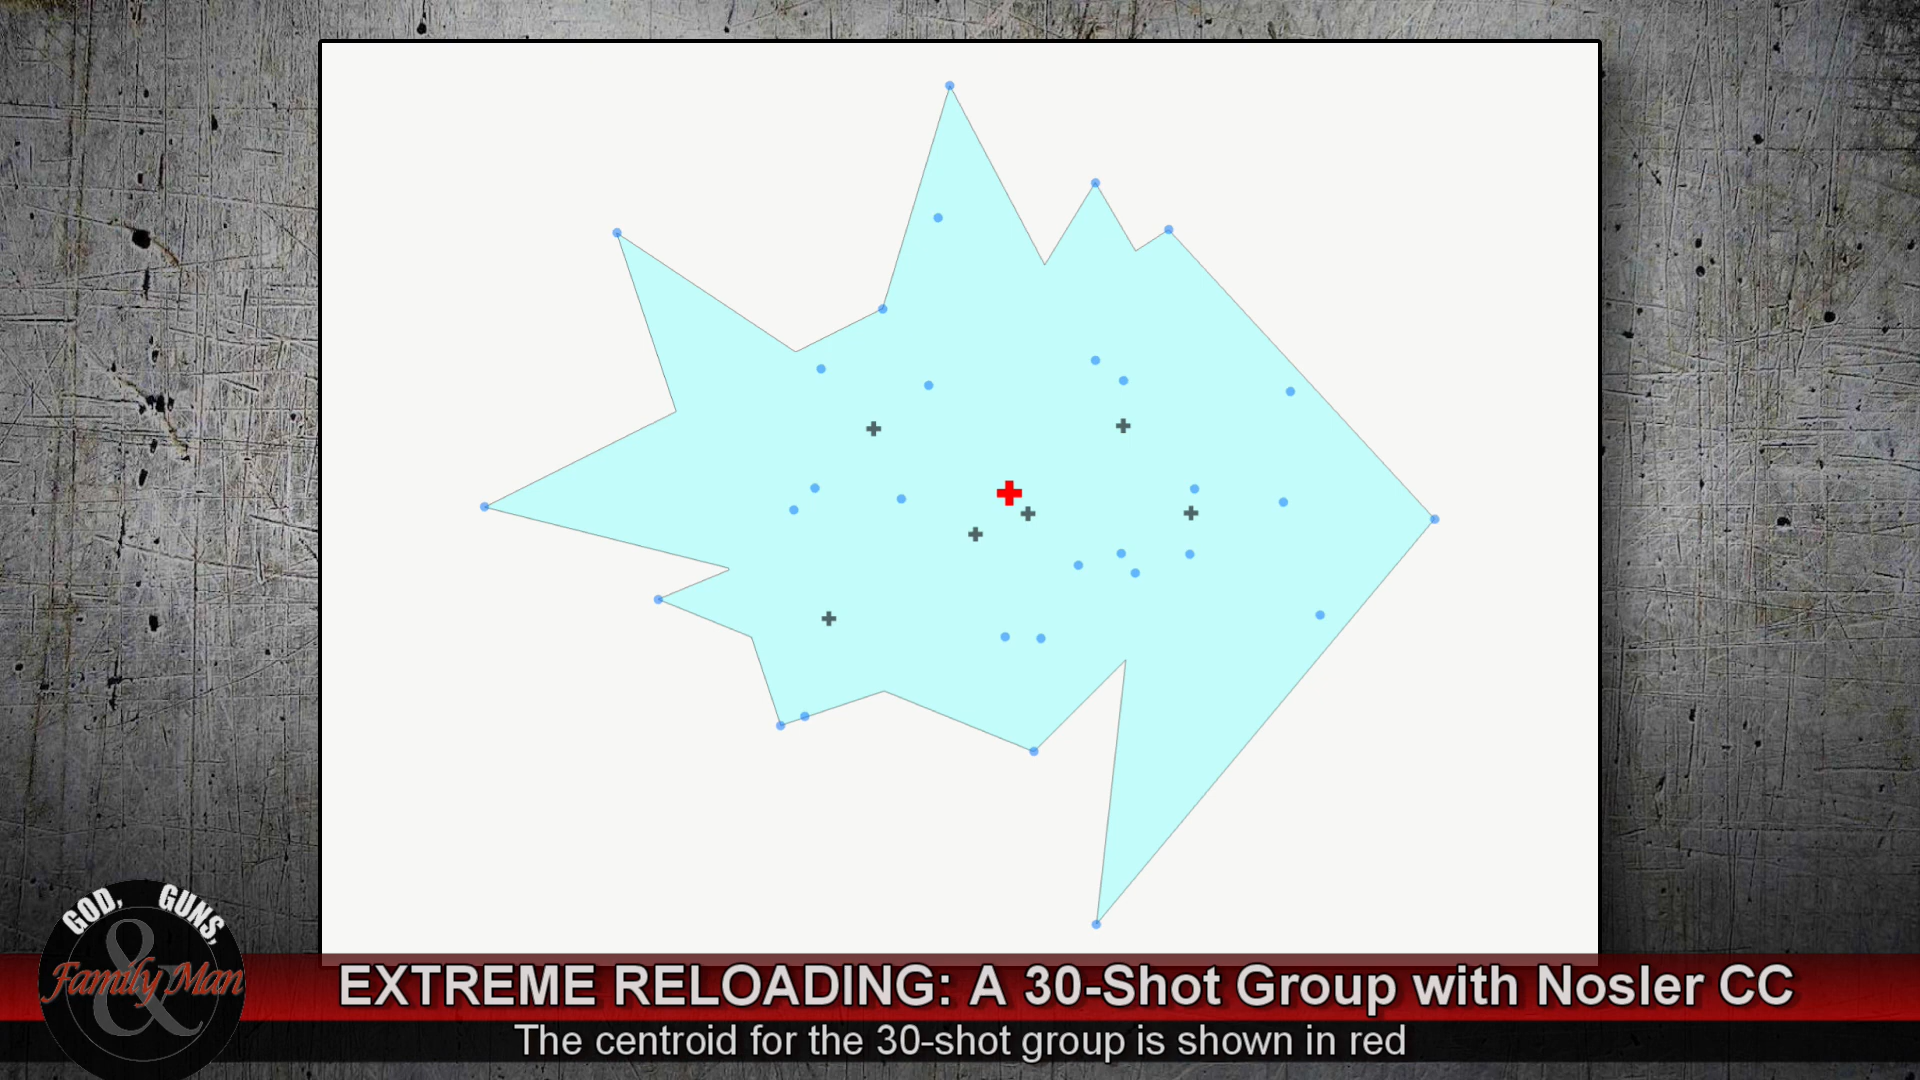 GOD, GUNS,
&
Family Man
EXTREME RELOADING: A 30-Shot Group with Nosler CC
The centroid for the 30-shot group is shown in red